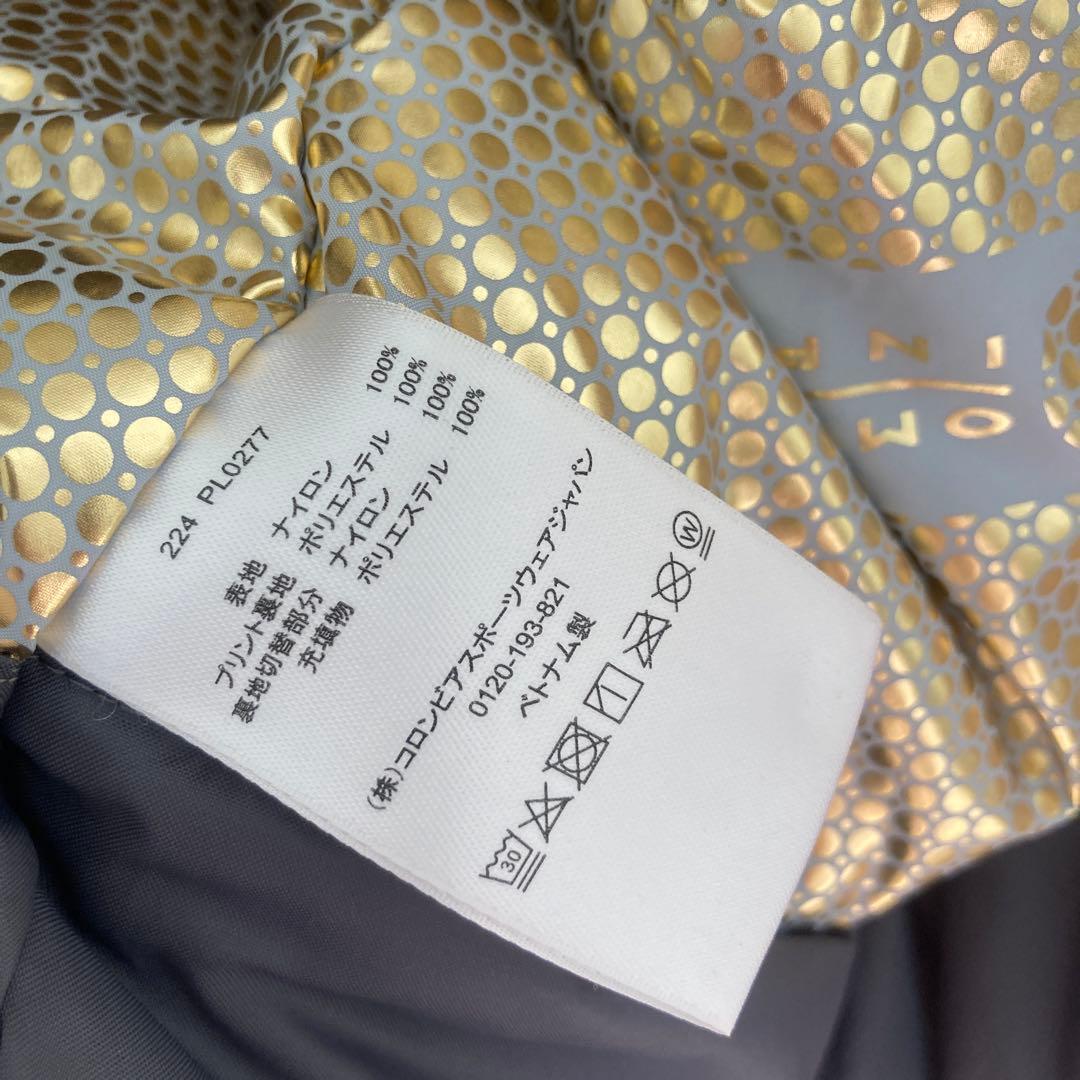 224 PL0277
表地 ナイロン 100%
プリント裏地 ポリエステル 100%
裏地切替部分 ナイロン 100%
充填物 ポリエステル 100%
(株)コロンビアスポーツウェアジャパン
0120-193-821
ベトナム製
30
W